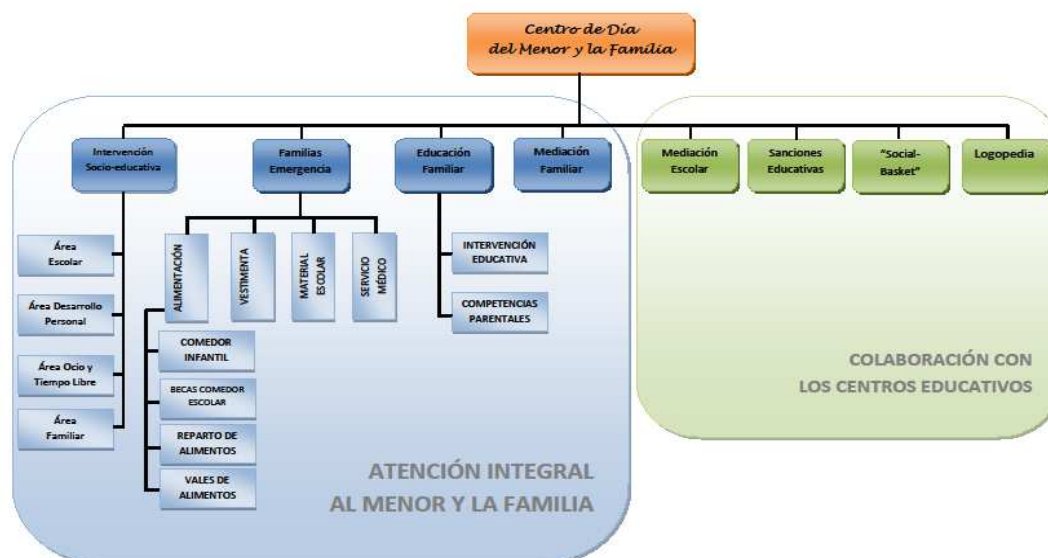 Centro de Día
del Menor y la Familia
Intervención
Socio-educativa
Familias
Emergencia
Educación
Familiar
Mediación
Familiar
Mediación
Escolar
Sanciones
Educativas
"Social-
Basket"
Logopedia
Área
Escolar
Área Desarrollo
Personal
Área Ocio y
Tiempo Libre
Área
Familiar
ALIMENTACIÓN
VESTIMENTA
MATERIAL
ESCOLAR
SERVICIO
MÉDICO
COMEDOR
INFANTIL
BECAS COMEDOR
ESCOLAR
REPARTO DE
ALIMENTOS
VALES DE
ALIMENTOS
INTERVENCIÓN
EDUCATIVA
COMPETENCIAS
PARENTALES
ATENCIÓN INTEGRAL
AL MENOR Y LA FAMILIA
COLABORACIÓN CON
LOS CENTROS EDUCATIVOS